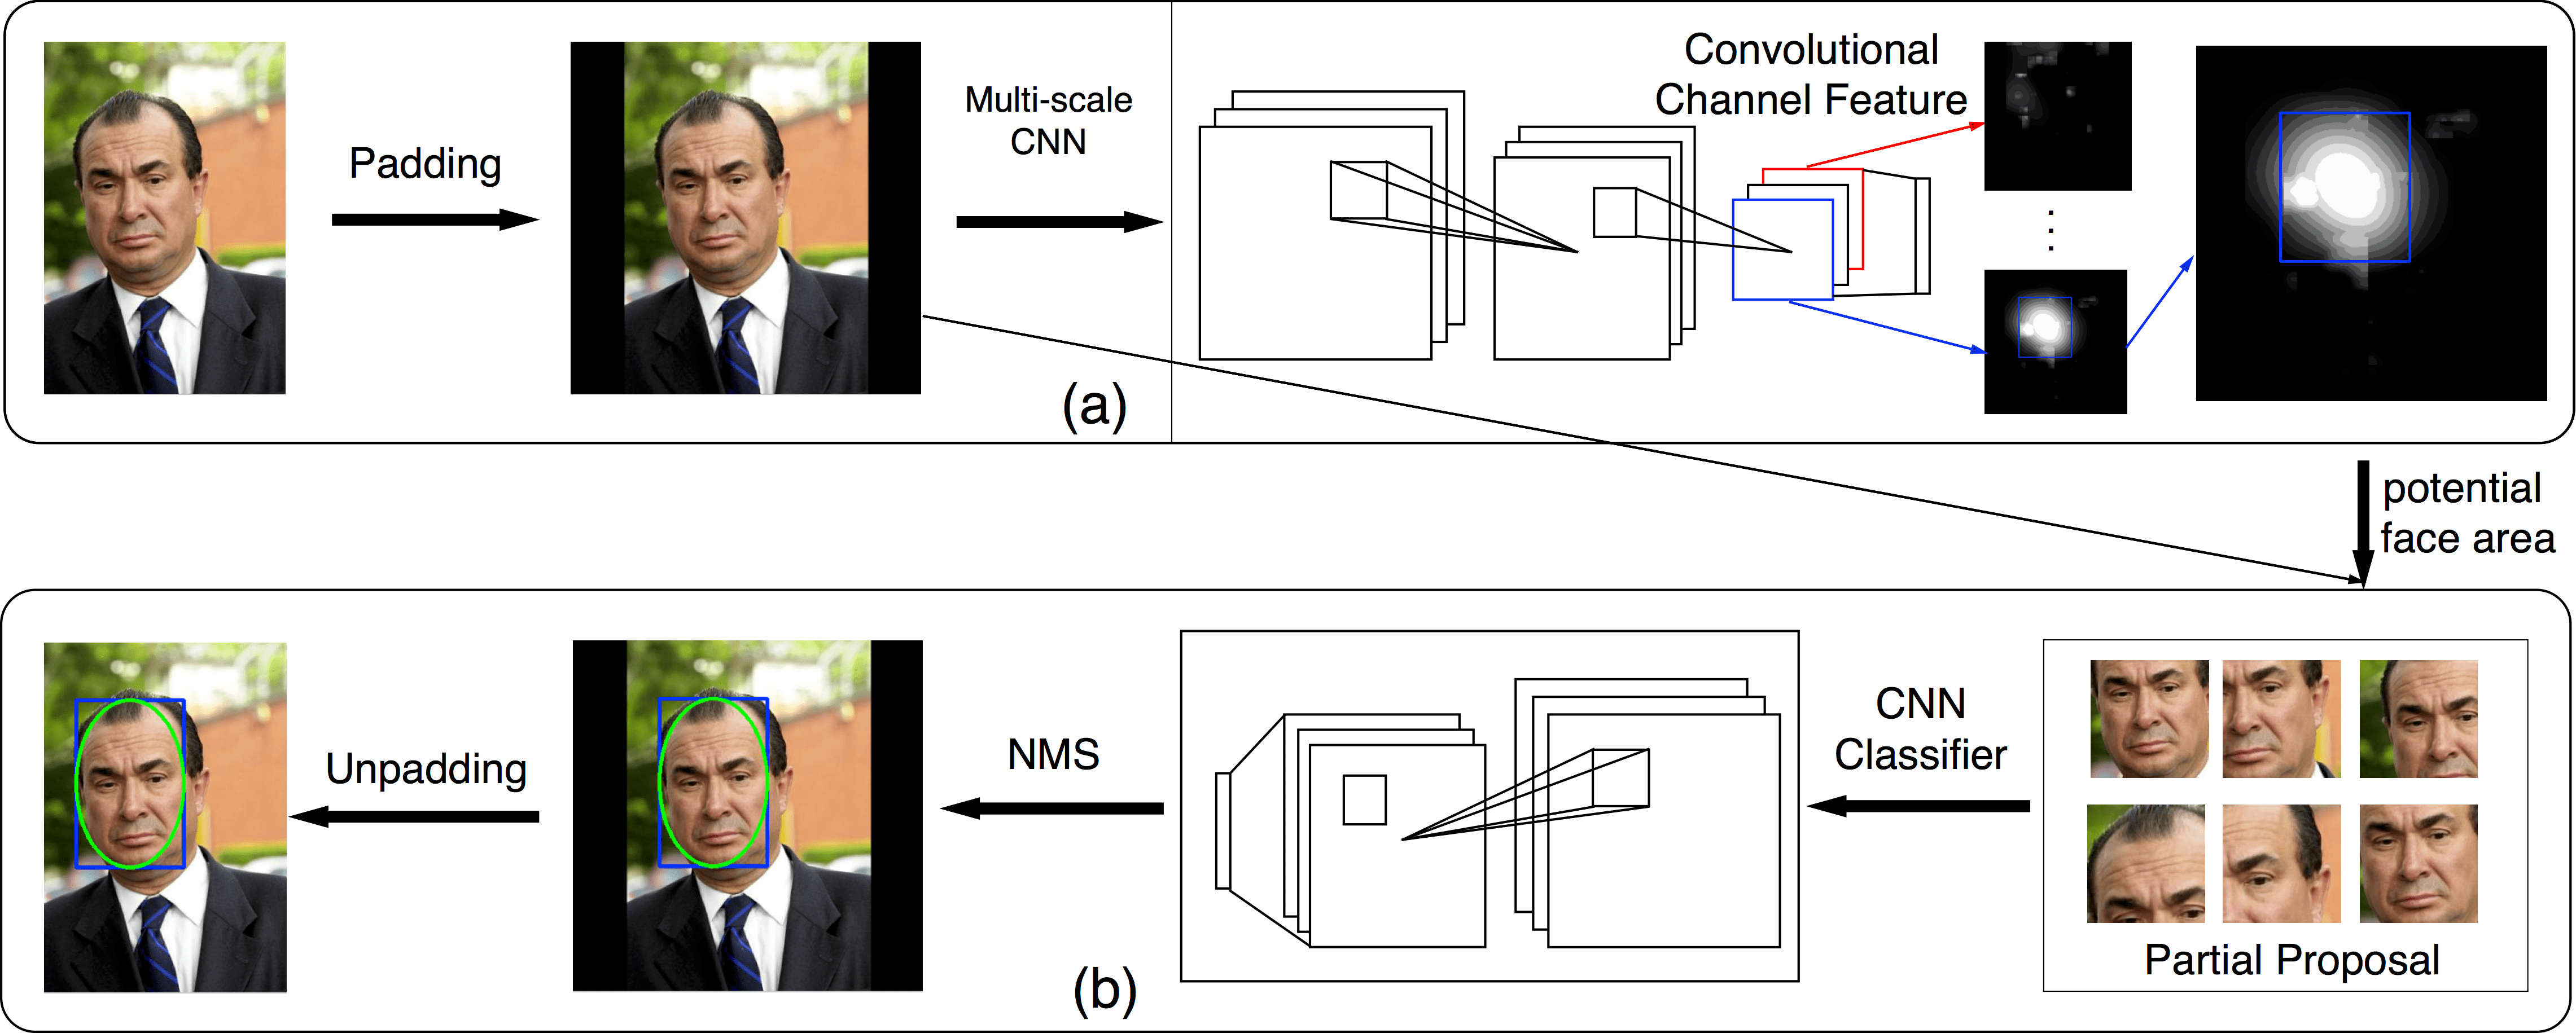 Padding
Multi-scale
CNN
Convolutional
Channel Feature
(a)
potential
face area
Unpadding
NMS
CNN
Classifier
Partial Proposal
(b)